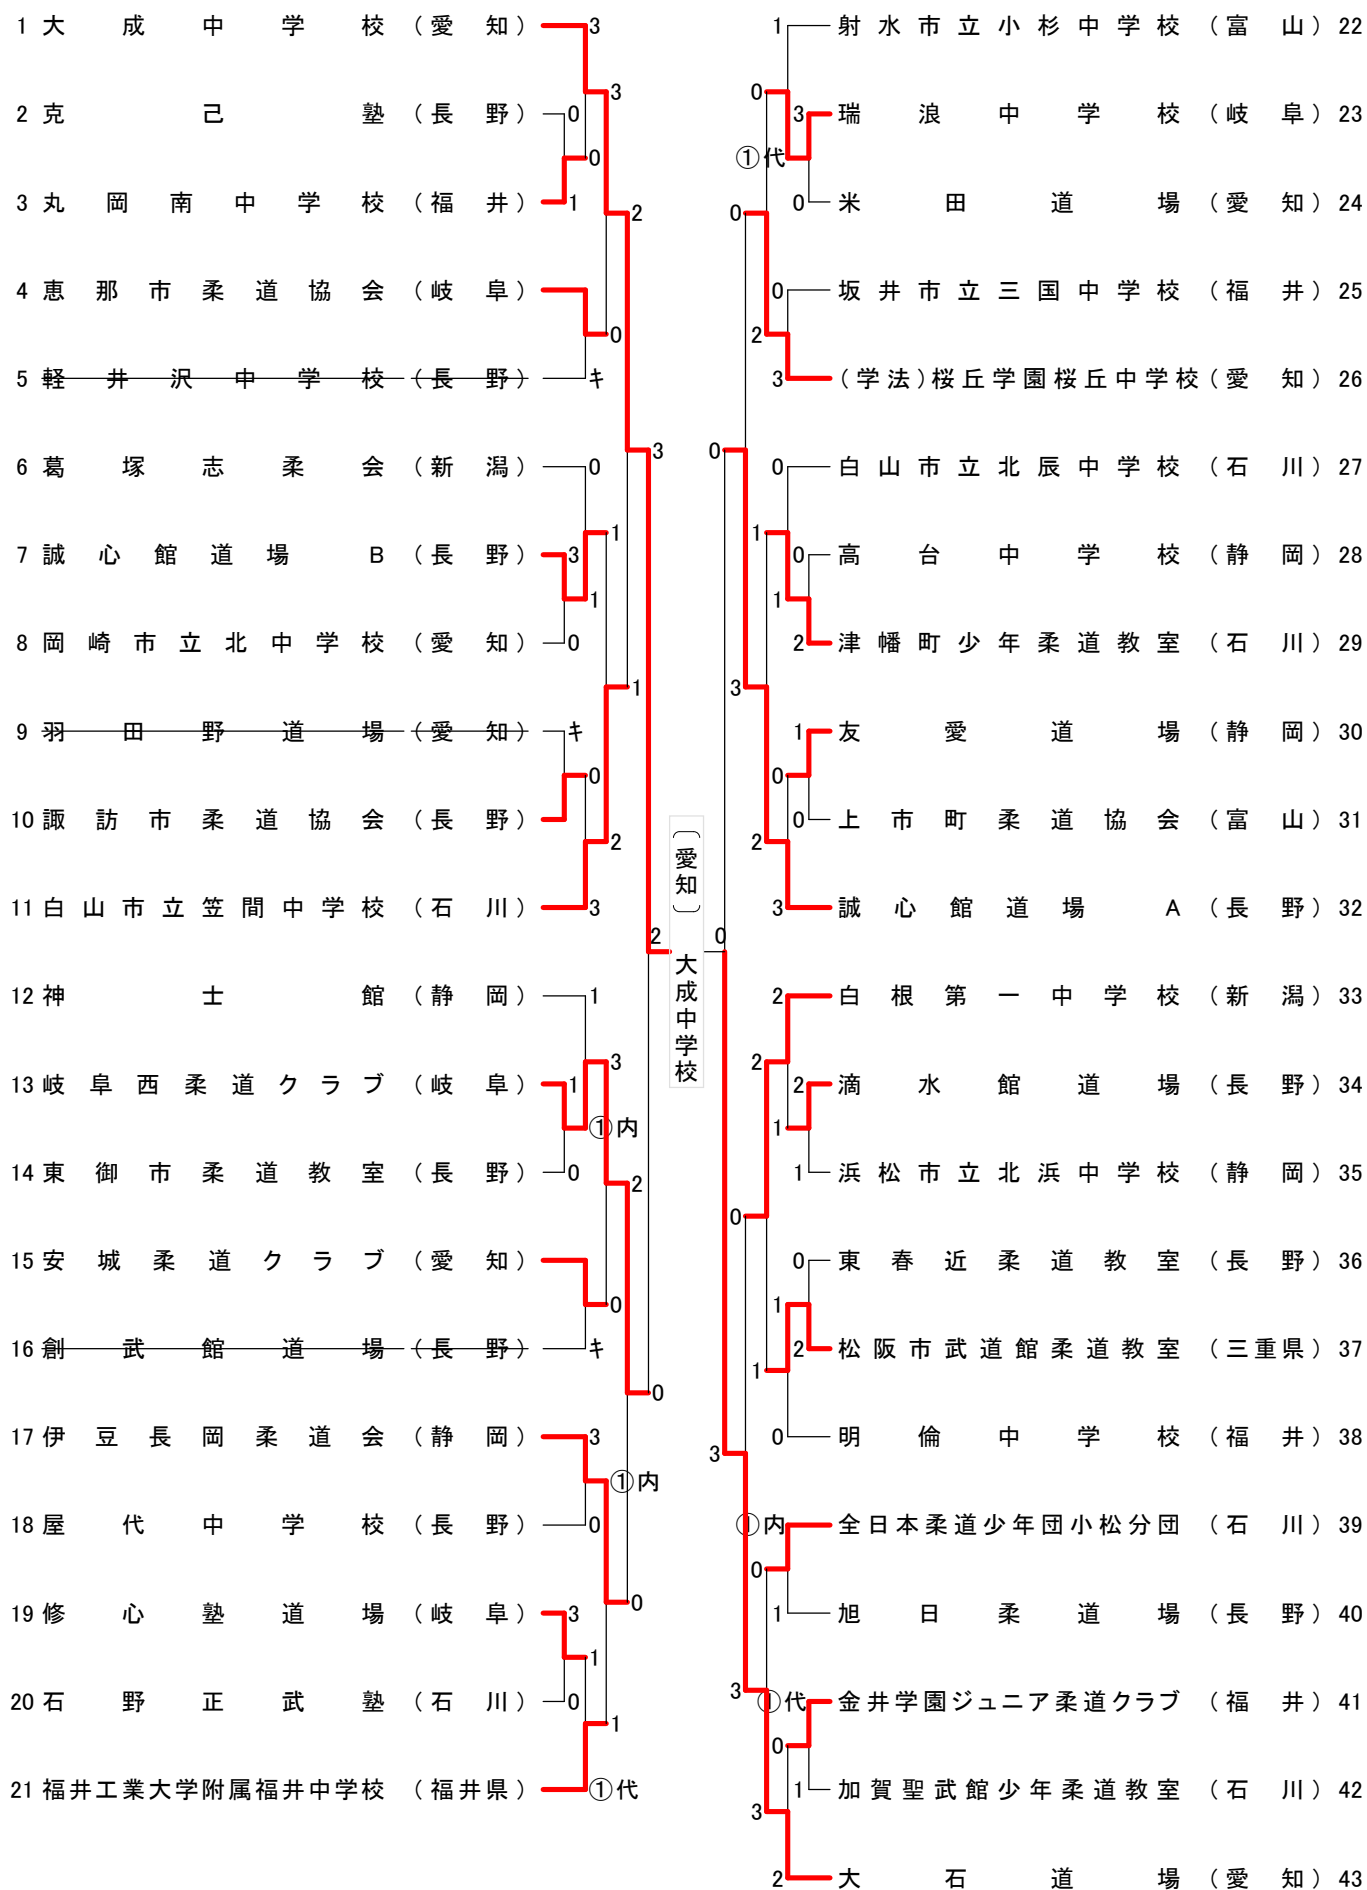 1 大成中学校（愛知） 3
3
2 克己塾（長野） 0
0
3 丸岡南中学校（福井） 1
2
4 恵那市柔道協会（岐阜）
0
5 軽井沢中学校（長野） キ
3
6 葛塚志柔会（新潟） 0
1
7 誠心館道場B（長野） 3
1
8 岡崎市立北中学校（愛知） 0
1
9 羽田野道場（愛知） キ
0
10 諏訪市柔道協会（長野）
2
11 白山市立笠間中学校（石川） 3
2
12 神士館（静岡） 1
3
13 岐阜西柔道クラブ（岐阜） 1
①内
14 東御市柔道教室（長野） 0
2
15 安城柔道クラブ（愛知）
0
16 創武館道場（長野） キ
0
17 伊豆長岡柔道会（静岡） 3
①内
18 屋代中学校（長野） 0
0
19 修心塾道場（岐阜） 3
1
20 石野正武塾（石川） 0
1
21 福井工業大学附属福井中学校（福井県） ①代
（愛知）大成中学校
1 射水市立小杉中学校（富山） 22
0
3 瑞浪中学校（岐阜） 23
①代
0 米田道場（愛知） 24
0
0 坂井市立三国中学校（福井） 25
2
3 （学法）桜丘学園桜丘中学校（愛知） 26
0
0 白山市立北辰中学校（石川） 27
1
0 高台中学校（静岡） 28
1
2 津幡町少年柔道教室（石川） 29
3
1 友愛道場（静岡） 30
0
0 上市町柔道協会（富山） 31
2
3 誠心館道場A（長野） 32
0
2 白根第一中学校（新潟） 33
2
2 滴水館道場（長野） 34
1
1 浜松市立北浜中学校（静岡） 35
0
0 東春近柔道教室（長野） 36
1
2 松阪市武道館柔道教室（三重県） 37
1
0 明倫中学校（福井） 38
3
①内 全日本柔道少年団小松分団（石川） 39
0
1 旭日柔道場（長野） 40
3
①代 金井学園ジュニア柔道クラブ（福井） 41
0
1 加賀聖武館少年柔道教室（石川） 42
3
2 大石道場（愛知） 43